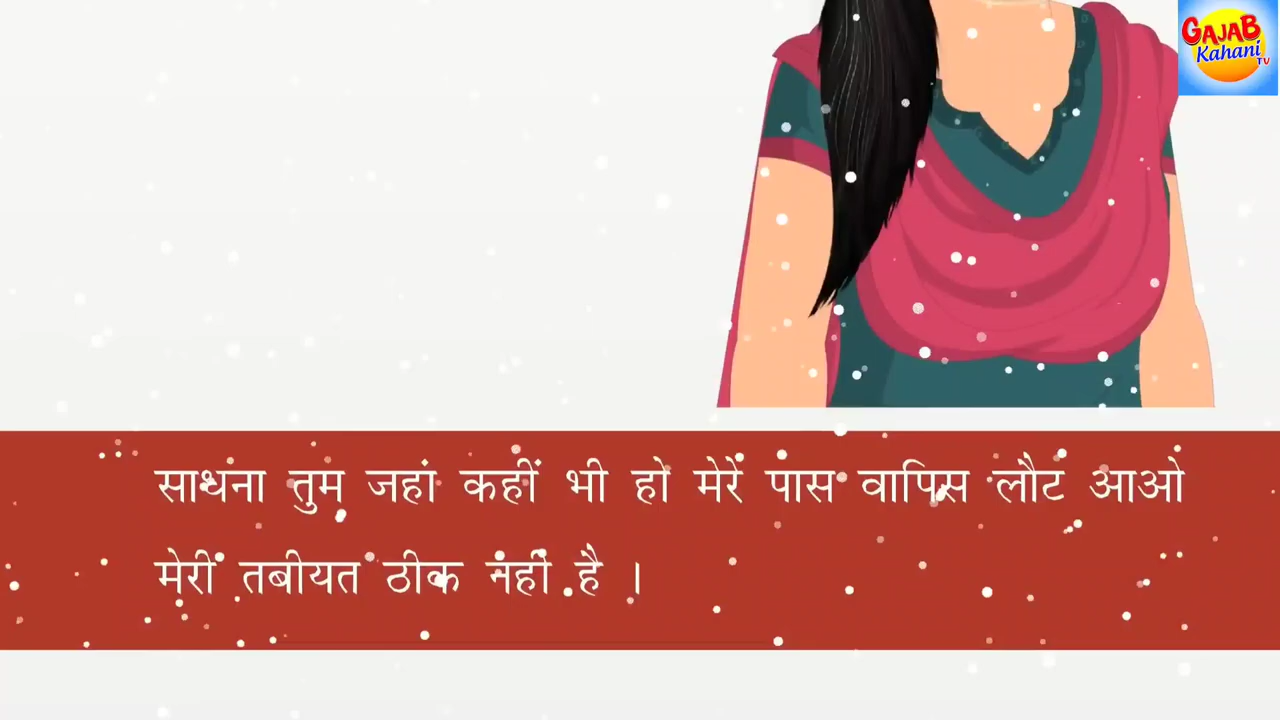 GAJAB
Kahani
TV
साधना तुम जहां कहीं भी हो मेरे पास वापिस लौट आओ
मेरी तबीयत ठीक नहीं है ।